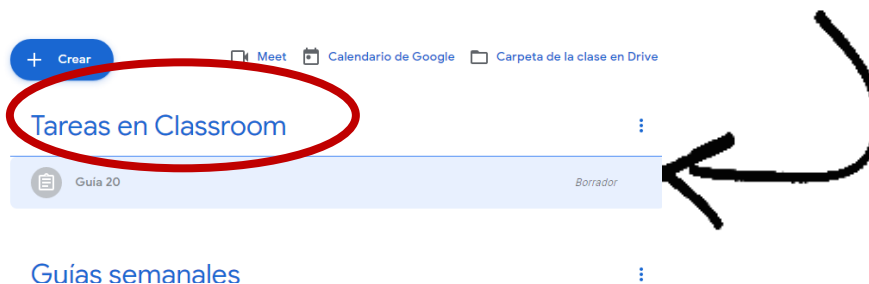 + Crear Meet Calendario de Google Carpeta de la clase en Drive
Tareas en Classroom
Guía 20 Borrador
Guías semanales